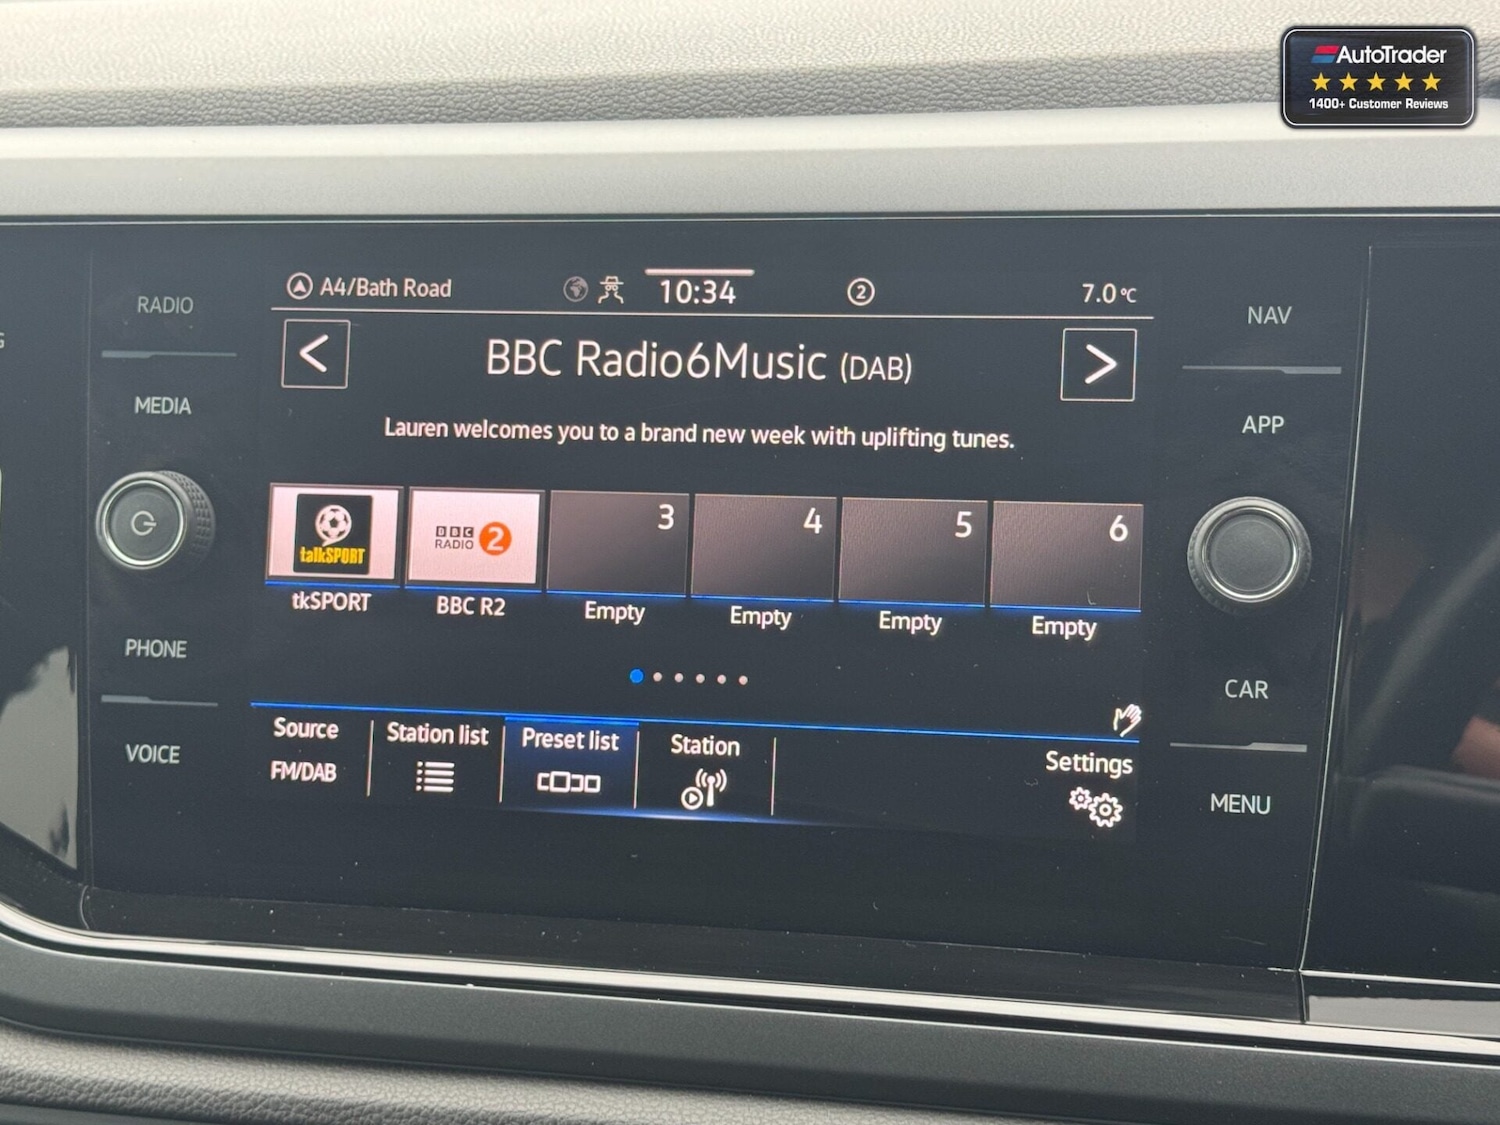 AutoTrader
1400+ Customer Reviews
RADIO
MEDIA
PHONE
VOICE
A4/Bath Road
10:34
2
7.0°C
< BBC Radio6Music (DAB) >
Lauren welcomes you to a brand new week with uplifting tunes.
talkSPORT
BBC RADIO 2
3
4
5
6
tkSPORT
BBC R2
Empty
Empty
Empty
Empty
Source
FM/DAB
Station list
Preset list
Station
Settings
NAV
APP
CAR
MENU